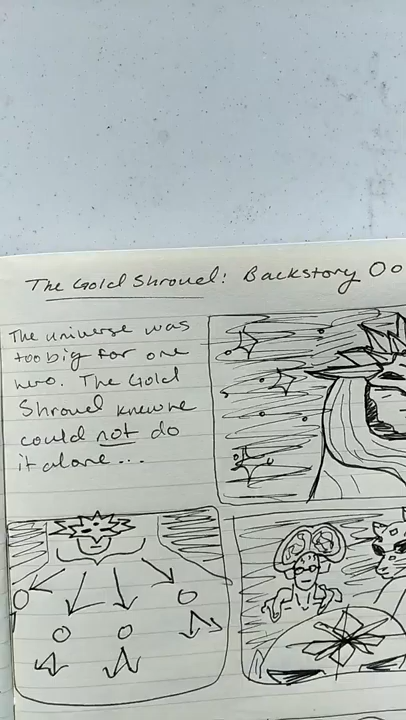 The Gold Shroud: Backstory Oo
The universe was
too big for one
hero. The Gold
Shroud knew he
could not do
it alone...